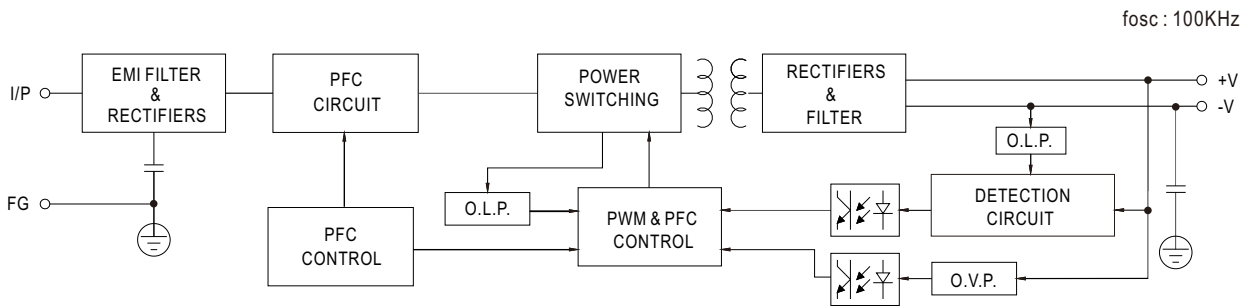 fosc : 100KHz
I/P
EMI FILTER
&
RECTIFIERS
PFC
CIRCUIT
POWER
SWITCHING
RECTIFIERS
&
FILTER
+V
-V
O.L.P.
FG
PFC
CONTROL
O.L.P.
PWM & PFC
CONTROL
DETECTION
CIRCUIT
O.V.P.